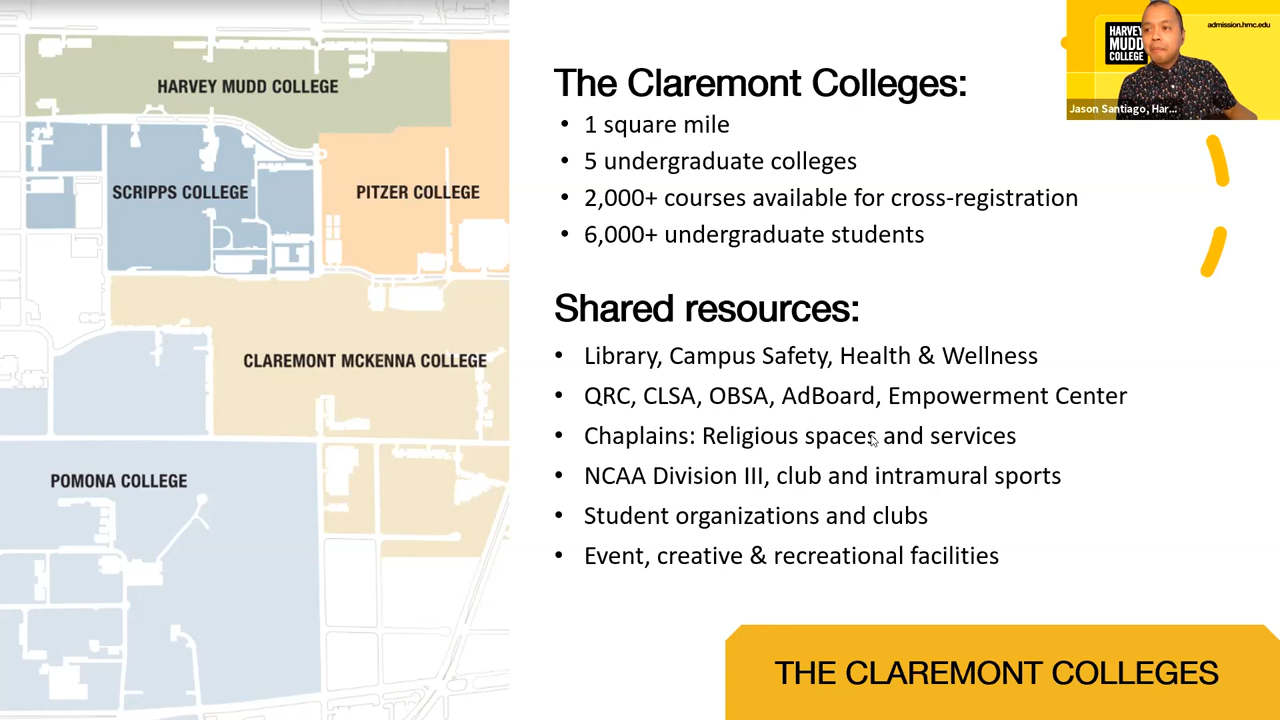 HARVEY MUDD COLLEGE
SCRIPPS COLLEGE
PITZER COLLEGE
CLAREMONT MCKENNA COLLEGE
POMONA COLLEGE
The Claremont Colleges:
• 1 square mile
• 5 undergraduate colleges
• 2,000+ courses available for cross-registration
• 6,000+ undergraduate students
Shared resources:
• Library, Campus Safety, Health & Wellness
• QRC, CLSA, OBSA, AdBoard, Empowerment Center
• Chaplains: Religious spaces and services
• NCAA Division III, club and intramural sports
• Student organizations and clubs
• Event, creative & recreational facilities
THE CLAREMONT COLLEGES
HARVEY
MUDD
COLLEGE
admission.hmc.edu
Jason Santiago, Har...